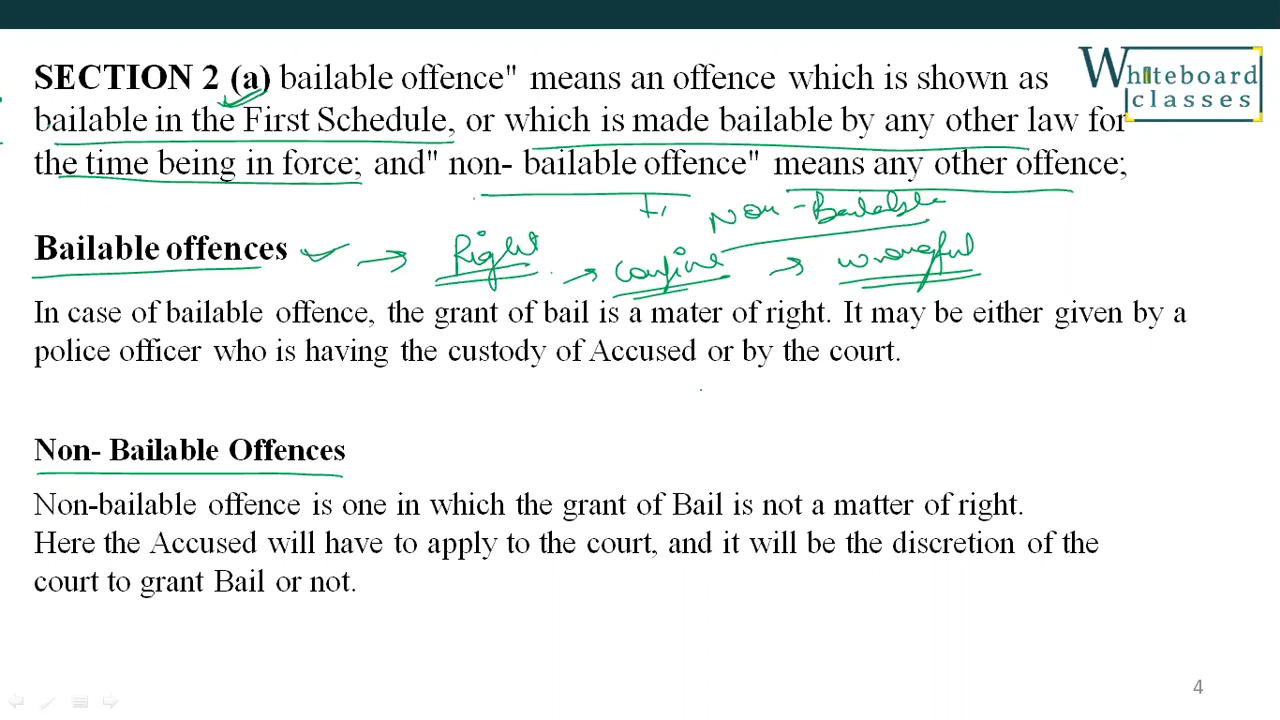 SECTION 2 (a) bailable offence" means an offence which is shown as
bailable in the First Schedule, or which is made bailable by any other law for
the time being in force; and" non- bailable offence" means any other offence;
Whiteboard
classes
Non - Bailable
Bailable offences → Right → confine → wrongful
In case of bailable offence, the grant of bail is a mater of right. It may be either given by a
police officer who is having the custody of Accused or by the court.
Non- Bailable Offences
Non-bailable offence is one in which the grant of Bail is not a matter of right.
Here the Accused will have to apply to the court, and it will be the discretion of the
court to grant Bail or not.
4